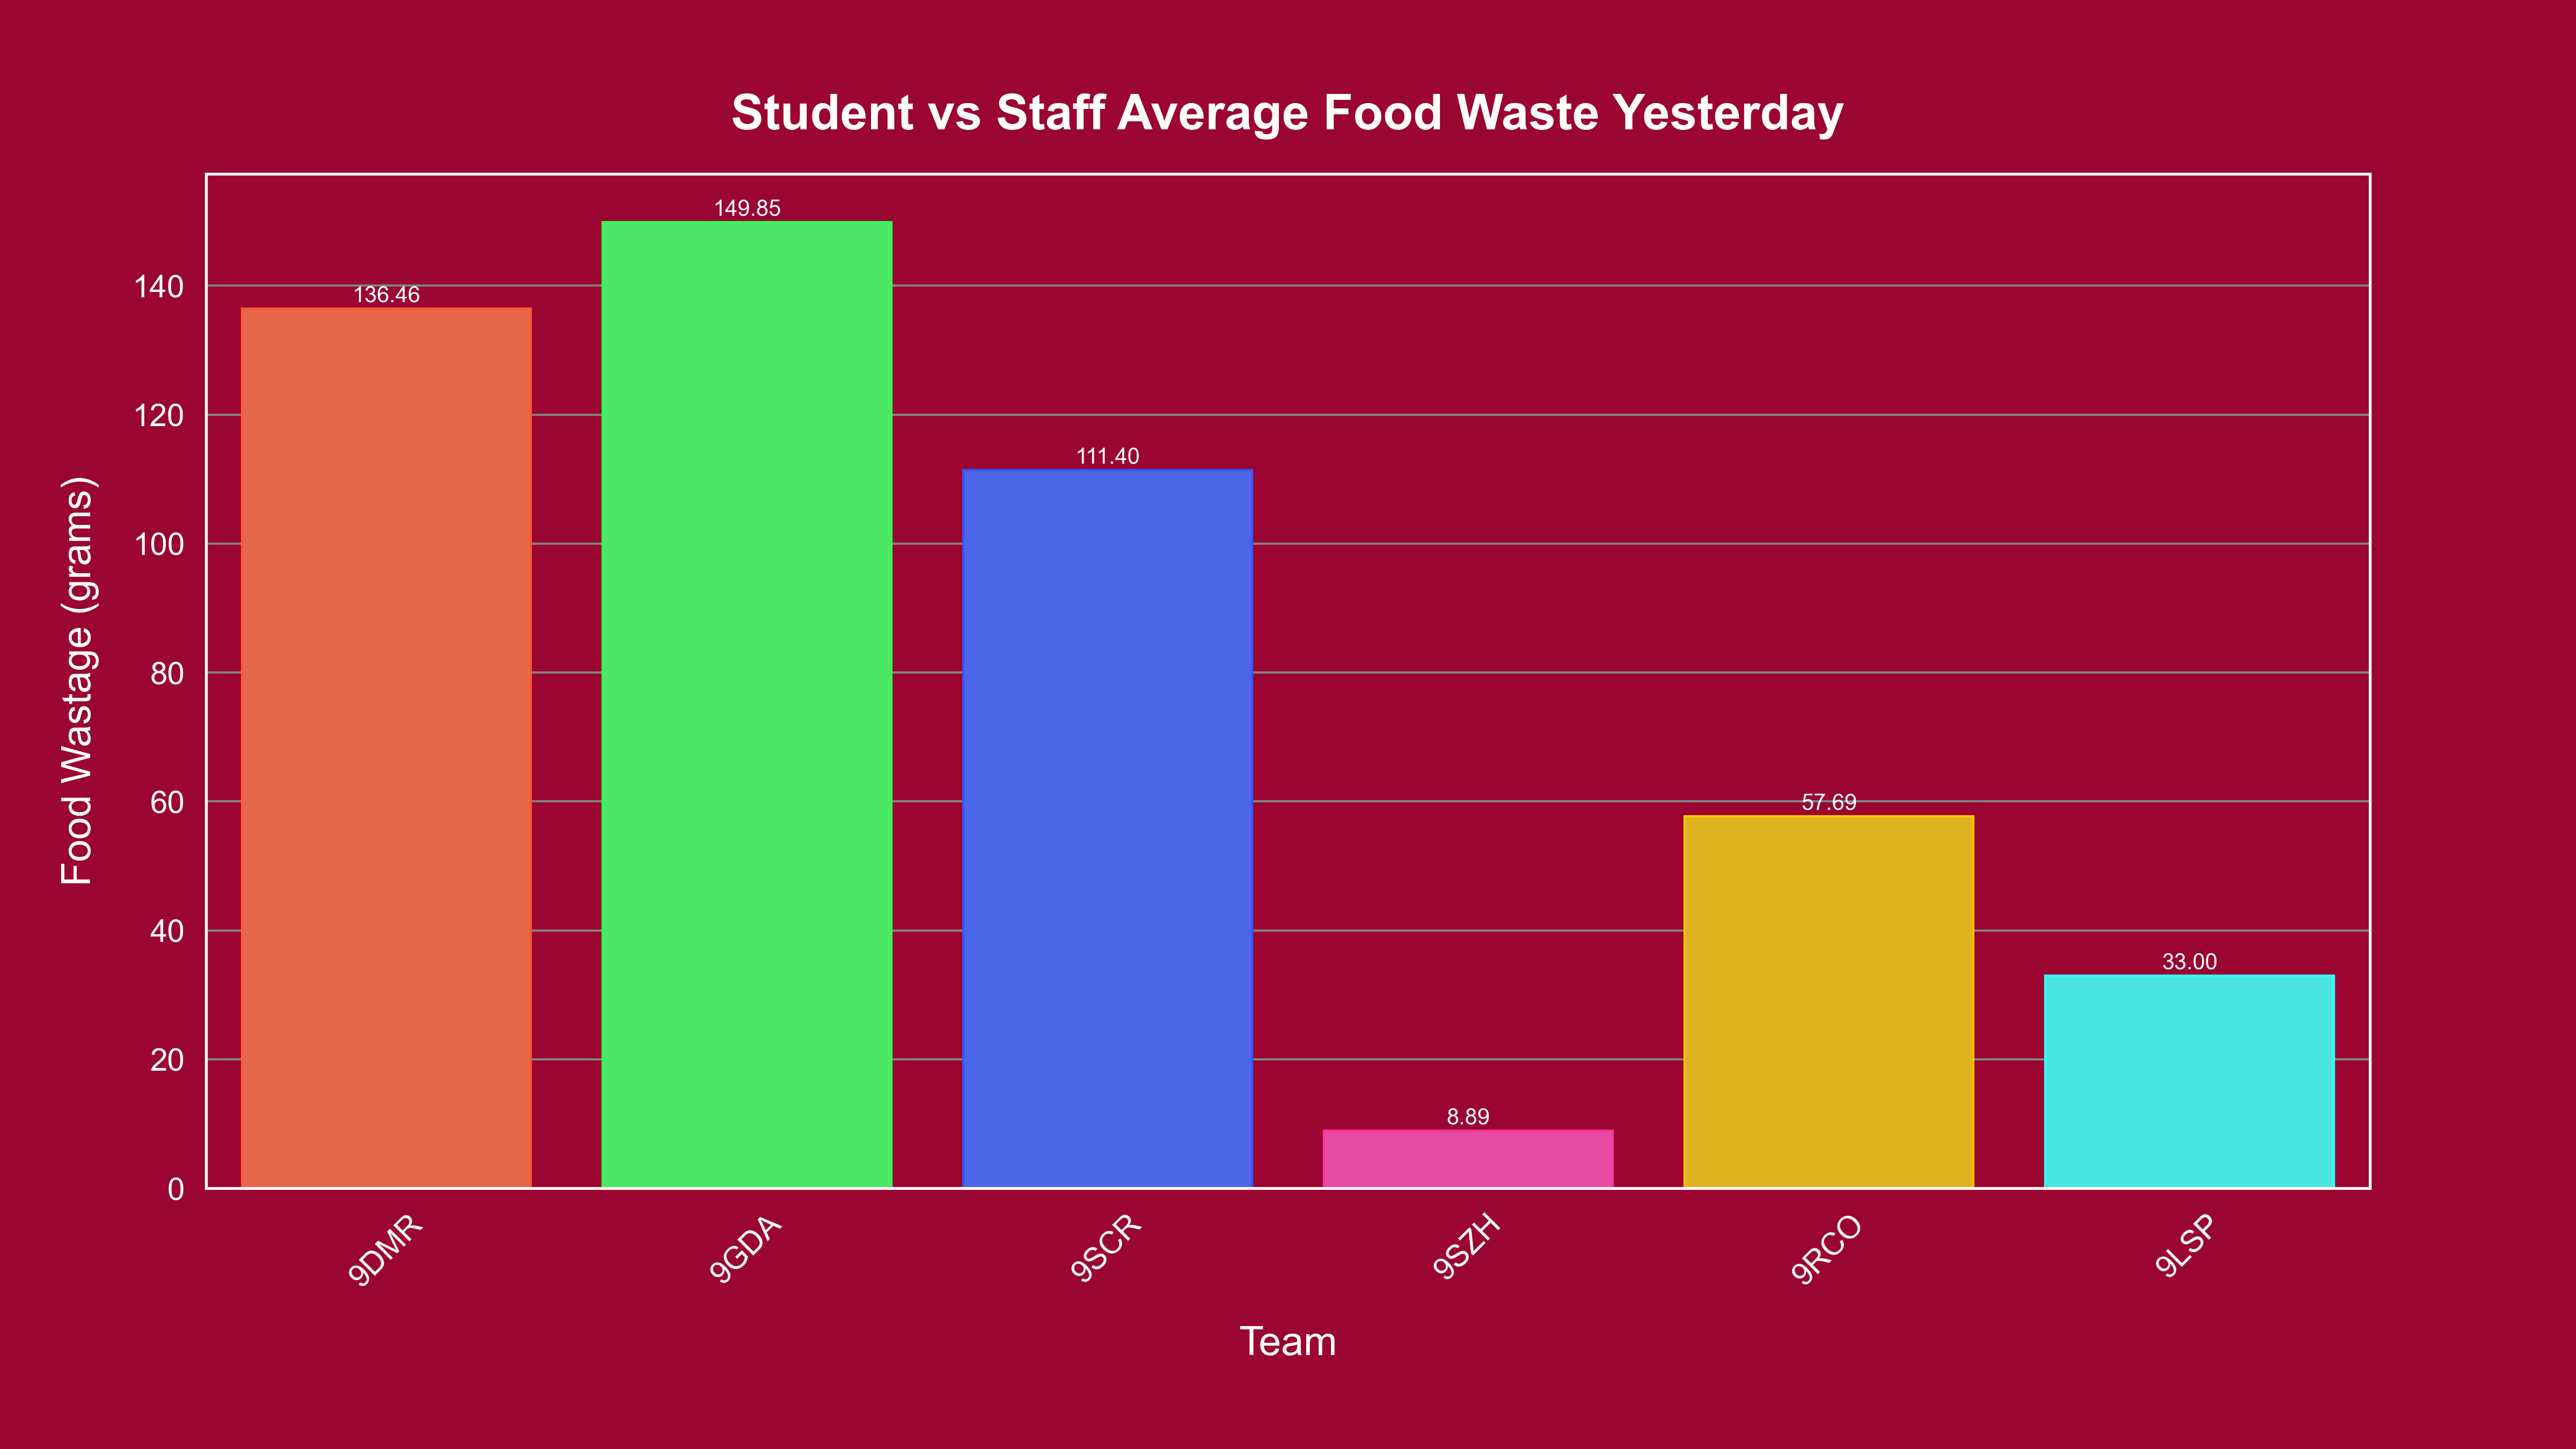 Student vs Staff Average Food Waste Yesterday
Food Wastage (grams)
140
120
100
80
60
40
20
0
136.46
149.85
111.40
8.89
57.69
33.00
9DMR
9GDA
9SCR
9SZH
9RCO
9LSP
Team